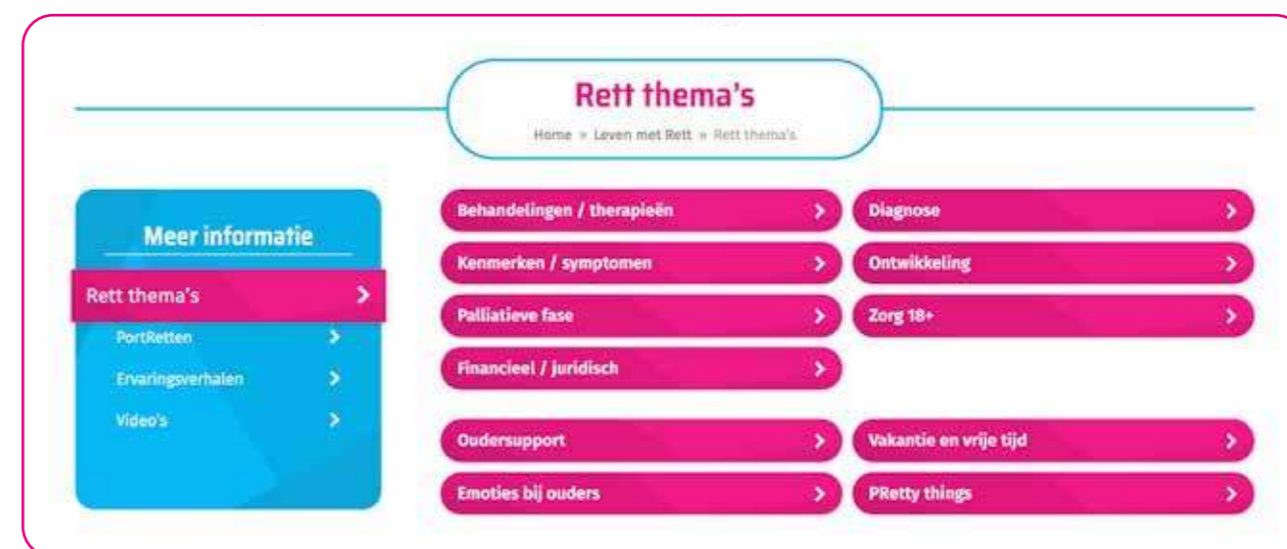 Rett thema's
Home » Leven met Rett » Rett thema's
Meer informatie
Rett thema's
PortRetten
Ervaringsverhalen
Video's
Behandelingen / therapieën
Diagnose
Kenmerken / symptomen
Ontwikkeling
Palliatieve fase
Zorg 18+
Financieel / juridisch
Oudersupport
Vakantie en vrije tijd
Emoties bij ouders
PRetty things